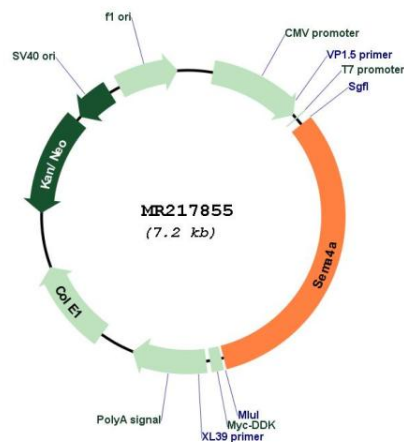 f1 ori
CMV promoter
SV40 ori
VP1.5 primer
T7 promoter
SgfI
Kan/Neo
MR217855
(7.2 kb)
Sema4a
Col E1
MluI
Myc-DDK
PolyA signal
XL39 primer